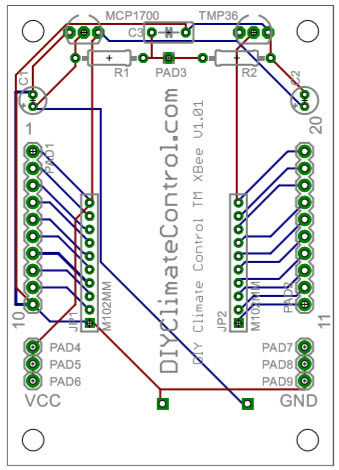 MCP1700
TMP36
C3
R1
PAD3
R2
C1
C2
+
+
1
20
PAD1
DIYClimateControl.com
DIY Climate Control TM XBee V1.01
PAD2
10
JP1
M102MM
JP2
M102MM
11
PAD4
PAD7
PAD5
PAD8
PAD6
PAD9
VCC
GND